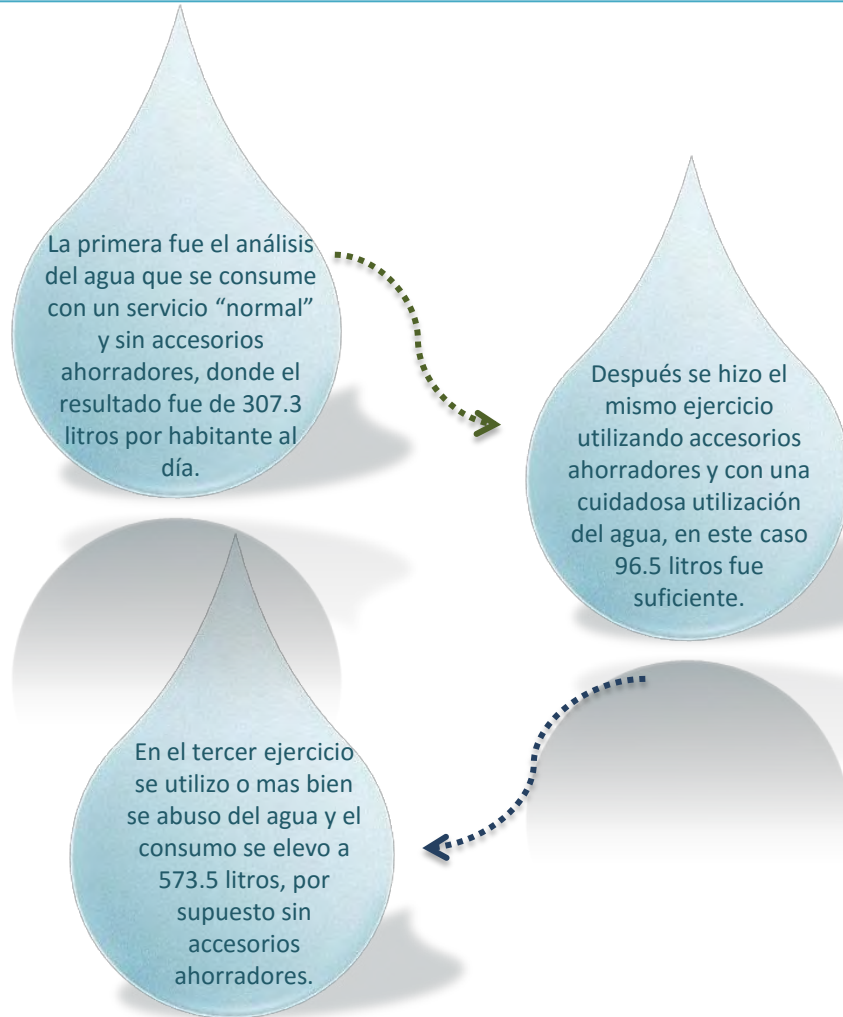 La primera fue el análisis
del agua que se consume
con un servicio “normal”
y sin accesorios
ahorradores, donde el
resultado fue de 307.3
litros por habitante al
día.
Después se hizo el
mismo ejercicio
utilizando accesorios
ahorradores y con una
cuidadosa utilización
del agua, en este caso
96.5 litros fue
suficiente.
En el tercer ejercicio
se utilizo o mas bien
se abuso del agua y el
consumo se elevo a
573.5 litros, por
supuesto sin
accesorios
ahorradores.